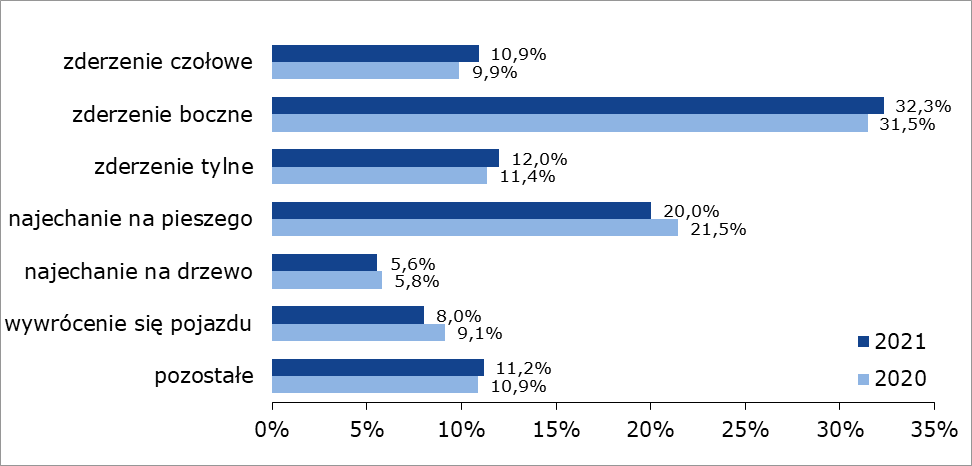 zderzenie czołowe
10,9%
9,9%
zderzenie boczne
32,3%
31,5%
zderzenie tylne
12,0%
11,4%
najechanie na pieszego
20,0%
21,5%
najechanie na drzewo
5,6%
5,8%
wywrócenie się pojazdu
8,0%
9,1%
pozostałe
11,2%
10,9%
2021
2020
0% 5% 10% 15% 20% 25% 30% 35%